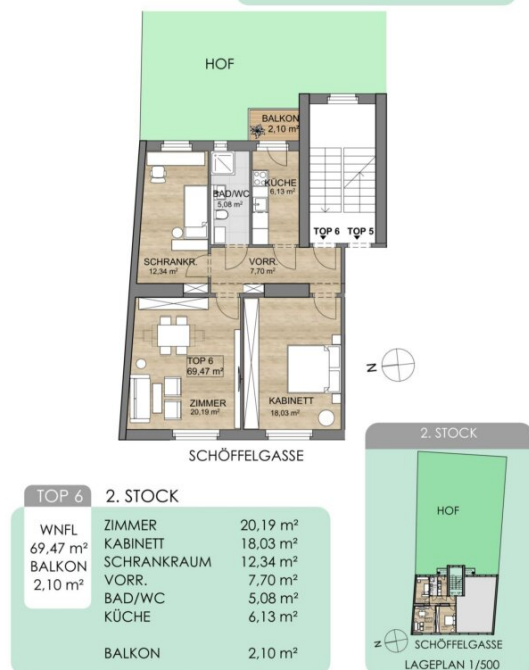 HOF
BALKON
2,10 m²
KÜCHE
6,13 m²
BAD/WC
5,08 m²
TOP 6 TOP 5
SCHRANKR.
12,34 m²
VORR.
7,70 m²
TOP 6
69,47 m²
ZIMMER
20,19 m²
KABINETT
18,03 m²
N
SCHÖFFELGASSE
TOP 6 2. STOCK
WNFL
69,47 m²
BALKON
2,10 m²
ZIMMER 20,19 m²
KABINETT 18,03 m²
SCHRANKRAUM 12,34 m²
VORR. 7,70 m²
BAD/WC 5,08 m²
KÜCHE 6,13 m²
BALKON 2,10 m²
2. STOCK
HOF
N
SCHÖFFELGASSE
LAGEPLAN 1/500